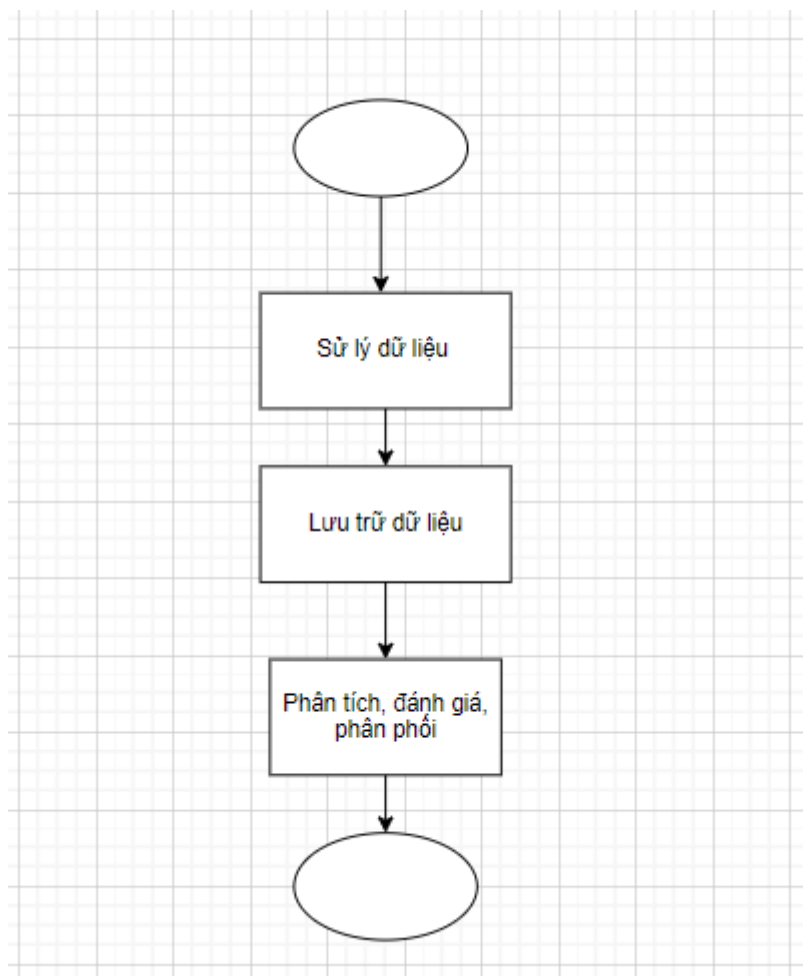 Sử lý dữ liệu
Lưu trữ dữ liệu
Phân tích, đánh giá,
phân phối